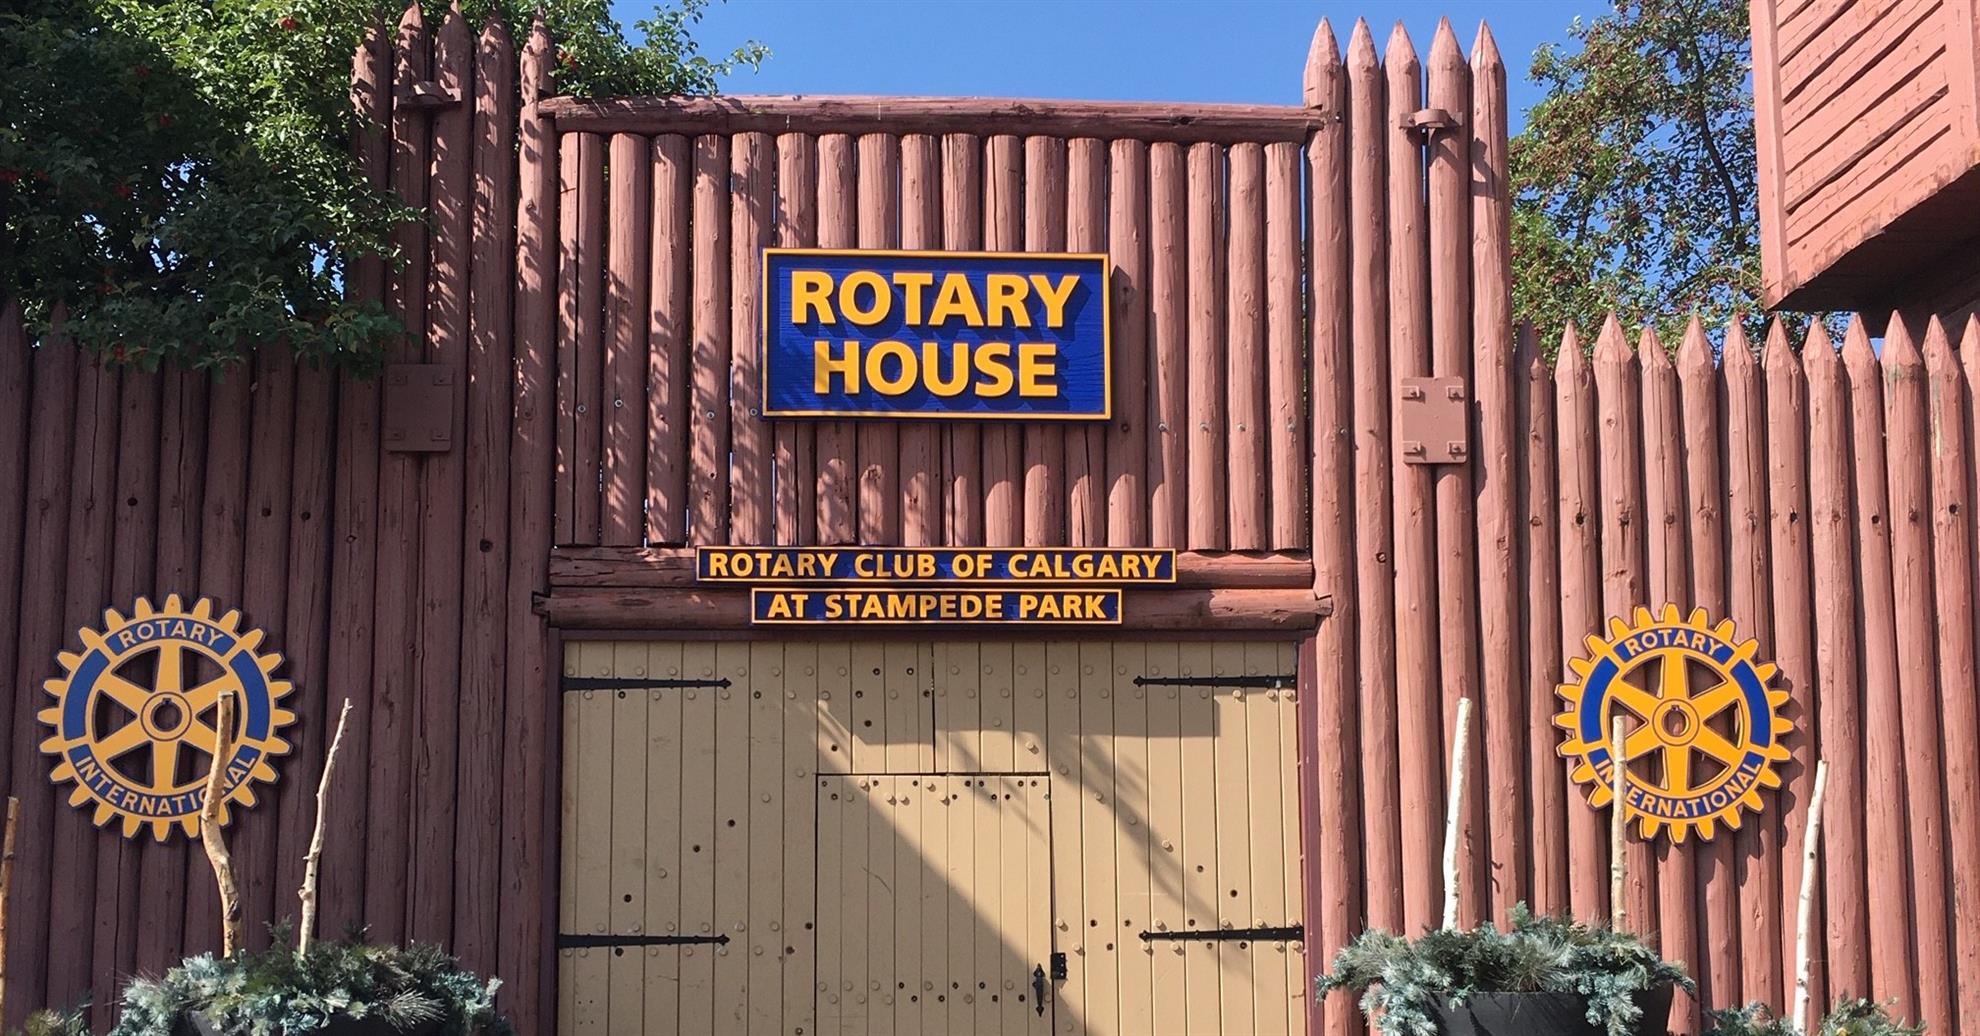 ROTARY
HOUSE
ROTARY CLUB OF CALGARY
AT STAMPEDE PARK
ROTARY
INTERNATIONAL
ROTARY
INTERNATIONAL